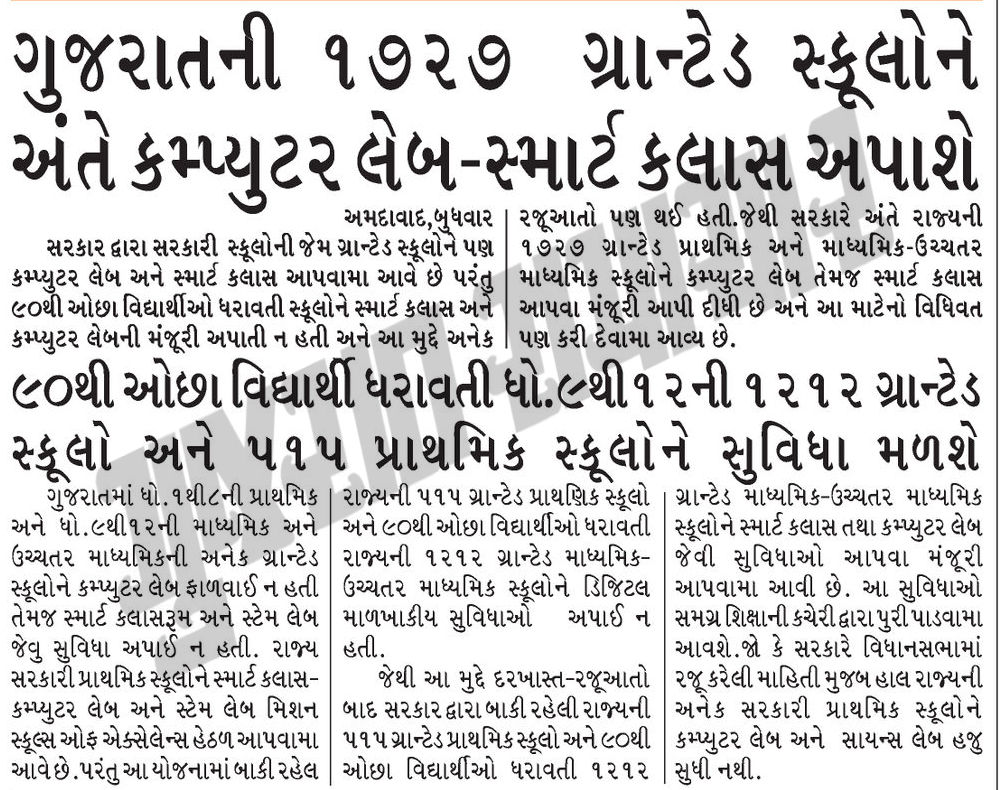 ગુજરાતની ૧૭૨૭ ગ્રાન્ટેડ સ્કૂલોને
અંતે કમ્પ્યુટર લેબ-સ્માર્ટ કલાસ અપાશે
અમદાવાદ,બુધવાર
સરકાર દ્વારા સરકારી સ્કૂલોની જેમ ગ્રાન્ટેડ સ્કૂલોને પણ
કમ્પ્યુટર લેબ અને સ્માર્ટ કલાસ આપવામા આવે છે પરંતુ
૯૦થી ઓછા વિદ્યાર્થીઓ ધરાવતી સ્કૂલોને સ્માર્ટ કલાસ અને
કમ્પ્યુટર લેબની મંજૂરી અપાતી ન હતી અને આ મુદ્દે અનેક
રજૂઆતો પણ થઈ હતી.જેથી સરકારે અંતે રાજ્યની
૧૭૨૭ ગ્રાન્ટેડ પ્રાથમિક અને માધ્યમિક-ઉચ્ચતર
માધ્યમિક સ્કૂલોને કમ્પ્યુટર લેબ તેમજ સ્માર્ટ કલાસ
આપવા મંજૂરી આપી દીધી છે અને આ માટેનો વિધિવત
પણ કરી દેવામા આવ્ય છે.
૯૦થી ઓછા વિદ્યાર્થી ધરાવતી ધો.૯થી૧૨ની ૧૨૧૨ ગ્રાન્ટેડ
સ્કૂલો અને ૫૧૫ પ્રાથમિક સ્કૂલોને સુવિધા મળશે
ગુજરાતમાં ધો.૧થી૮ની પ્રાથમિક
અને ધો.૯થી૧૨ની માધ્યમિક અને
ઉચ્ચતર માધ્યમિકની અનેક ગ્રાન્ટેડ
સ્કૂલોને કમ્પ્યુટર લેબ ફાળવાઈ ન હતી
તેમજ સ્માર્ટ કલાસરૂમ અને સ્ટેમ લેબ
જેવુ સુવિધા અપાઈ ન હતી. રાજ્ય
સરકારી પ્રાથમિક સ્કૂલોને સ્માર્ટ કલાસ-
કમ્પ્યુટર લેબ અને સ્ટેમ લેબ મિશન
સ્કૂલ્સ ઓફ એક્સેલેન્સ હેઠળ આપવામા
આવે છે.પરંતુ આ યોજનામાં બાકી રહેલ
રાજ્યની ૫૧૫ ગ્રાન્ટેડ પ્રાથણિક સ્કૂલો
અને ૯૦થી ઓછા વિદ્યાર્થીઓ ધરાવતી
રાજ્યની ૧૨૧૨ ગ્રાન્ટેડ માધ્યમિક-
ઉચ્ચતર માધ્યમિક સ્કૂલોને ડિજિટલ
માળખાકીય સુવિધાઓ અપાઈ ન
હતી.
જેથી આ મુદ્દે દરખાસ્ત-રજૂઆતો
બાદ સરકાર દ્વારા બાકી રહેલી રાજ્યની
૫૧૫ ગ્રાન્ટેડ પ્રાથમિક સ્કૂલો અને ૯૦થી
ઓછા વિદ્યાર્થીઓ ધરાવતી ૧૨૧૨
ગ્રાન્ટેડ માધ્યમિક-ઉચ્ચતર માધ્યમિક
સ્કૂલોને સ્માર્ટ કલાસ તથા કમ્પ્યુટર લેબ
જેવી સુવિધાઓ આપવા મંજૂરી
આપવામા આવી છે. આ સુવિધાઓ
સમગ્ર શિક્ષાની કચેરી દ્વારા પુરી પાડવામા
આવશે.જો કે સરકારે વિધાનસભામાં
રજૂ કરેલી માહિતી મુજબ હાલ રાજ્યની
અનેક સરકારી પ્રાથમિક સ્કૂલોને
કમ્પ્યુટર લેબ અને સાયન્સ લેબ હજુ
સુધી નથી.